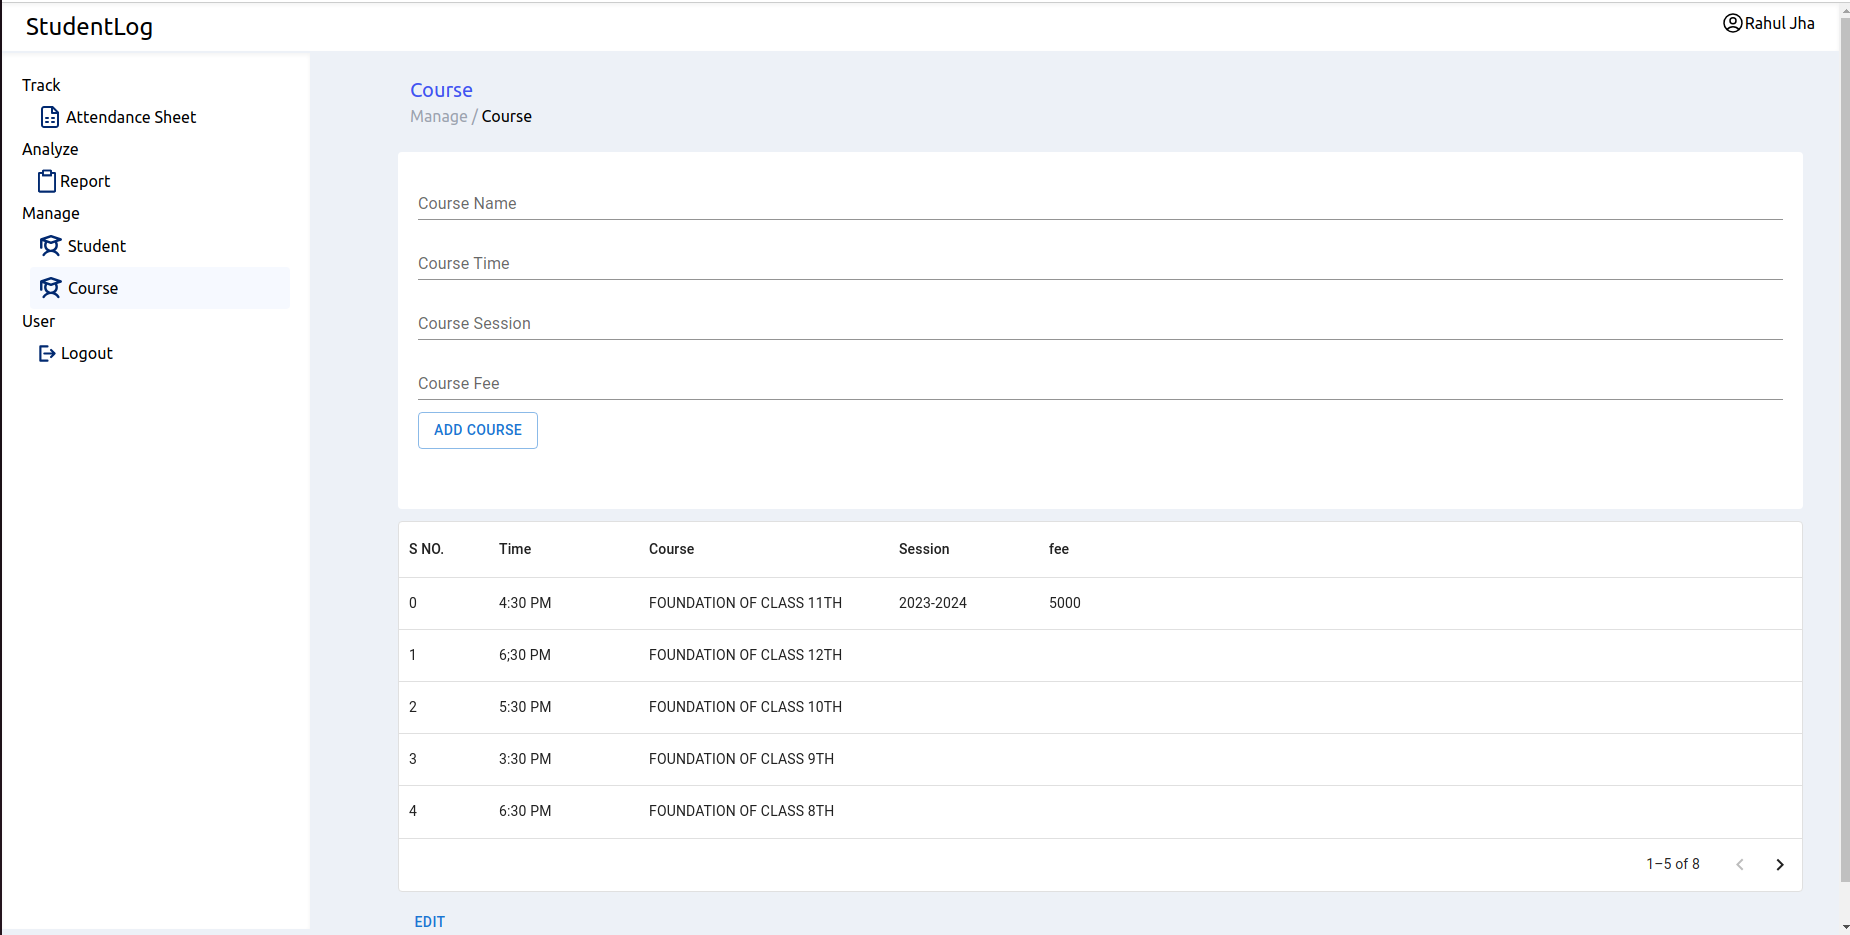 StudentLog
Rahul Jha
Track
Attendance Sheet
Analyze
Report
Manage
Student
Course
User
Logout
Course
Manage / Course
Course Name
Course Time
Course Session
Course Fee
ADD COURSE
S NO. Time Course Session fee
0 4:30 PM FOUNDATION OF CLASS 11TH 2023-2024 5000
1 6;30 PM FOUNDATION OF CLASS 12TH
2 5:30 PM FOUNDATION OF CLASS 10TH
3 3:30 PM FOUNDATION OF CLASS 9TH
4 6:30 PM FOUNDATION OF CLASS 8TH
1–5 of 8
EDIT